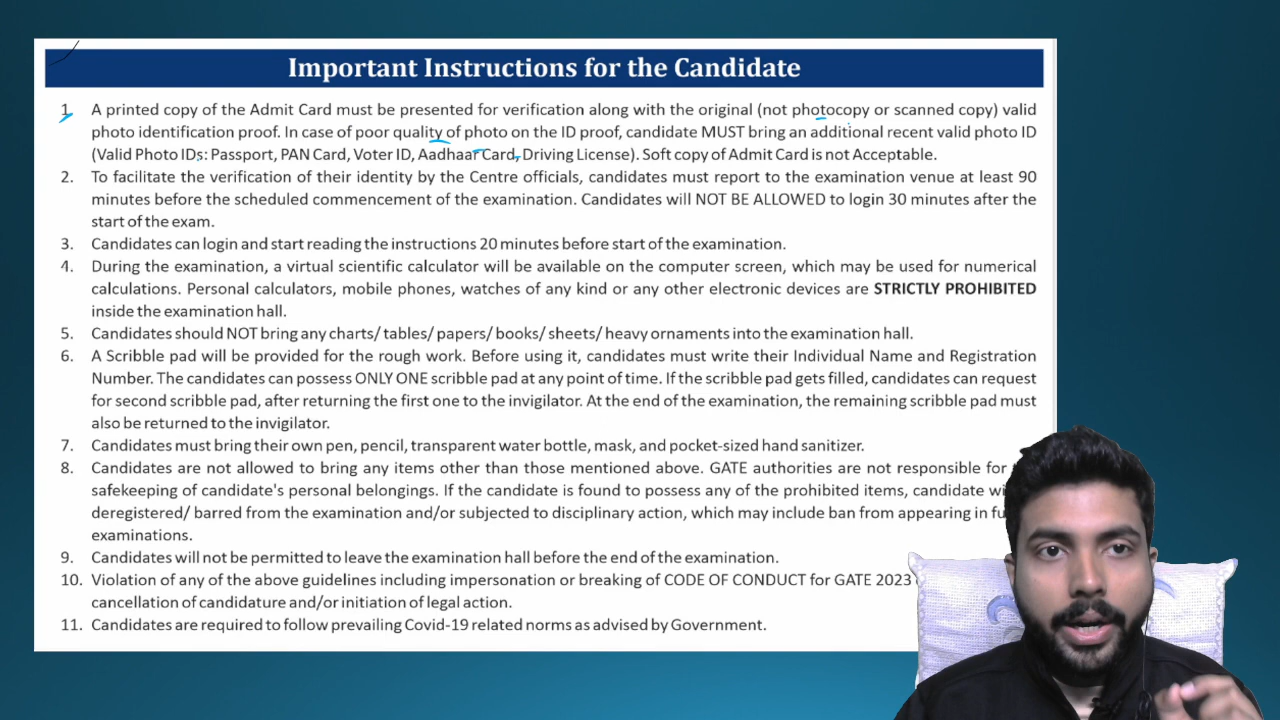 Important Instructions for the Candidate
1. A printed copy of the Admit Card must be presented for verification along with the original (not photocopy or scanned copy) valid
photo identification proof. In case of poor quality of photo on the ID proof, candidate MUST bring an additional recent valid photo ID
(Valid Photo IDs: Passport, PAN Card, Voter ID, Aadhaar Card, Driving License). Soft copy of Admit Card is not Acceptable.
2. To facilitate the verification of their identity by the Centre officials, candidates must report to the examination venue at least 90
minutes before the scheduled commencement of the examination. Candidates will NOT BE ALLOWED to login 30 minutes after the
start of the exam.
3. Candidates can login and start reading the instructions 20 minutes before start of the examination.
4. During the examination, a virtual scientific calculator will be available on the computer screen, which may be used for numerical
calculations. Personal calculators, mobile phones, watches of any kind or any other electronic devices are STRICTLY PROHIBITED
inside the examination hall.
5. Candidates should NOT bring any charts/ tables/ papers/ books/ sheets/ heavy ornaments into the examination hall.
6. A Scribble pad will be provided for the rough work. Before using it, candidates must write their Individual Name and Registration
Number. The candidates can possess ONLY ONE scribble pad at any point of time. If the scribble pad gets filled, candidates can request
for second scribble pad, after returning the first one to the invigilator. At the end of the examination, the remaining scribble pad must
also be returned to the invigilator.
7. Candidates must bring their own pen, pencil, transparent water bottle, mask, and pocket-sized hand sanitizer.
8. Candidates are not allowed to bring any items other than those mentioned above. GATE authorities are not responsible for
safekeeping of candidate's personal belongings. If the candidate is found to possess any of the prohibited items, candidate
deregistered/ barred from the examination and/or subjected to disciplinary action, which may include ban from appearing in
examinations.
9. Candidates will not be permitted to leave the examination hall before the end of the examination.
10. Violation of any of the above guidelines including impersonation or breaking of CODE OF CONDUCT for GATE 2023
cancellation of candidature and/or initiation of legal action.
11. Candidates are required to follow prevailing Covid-19 related norms as advised by Government.